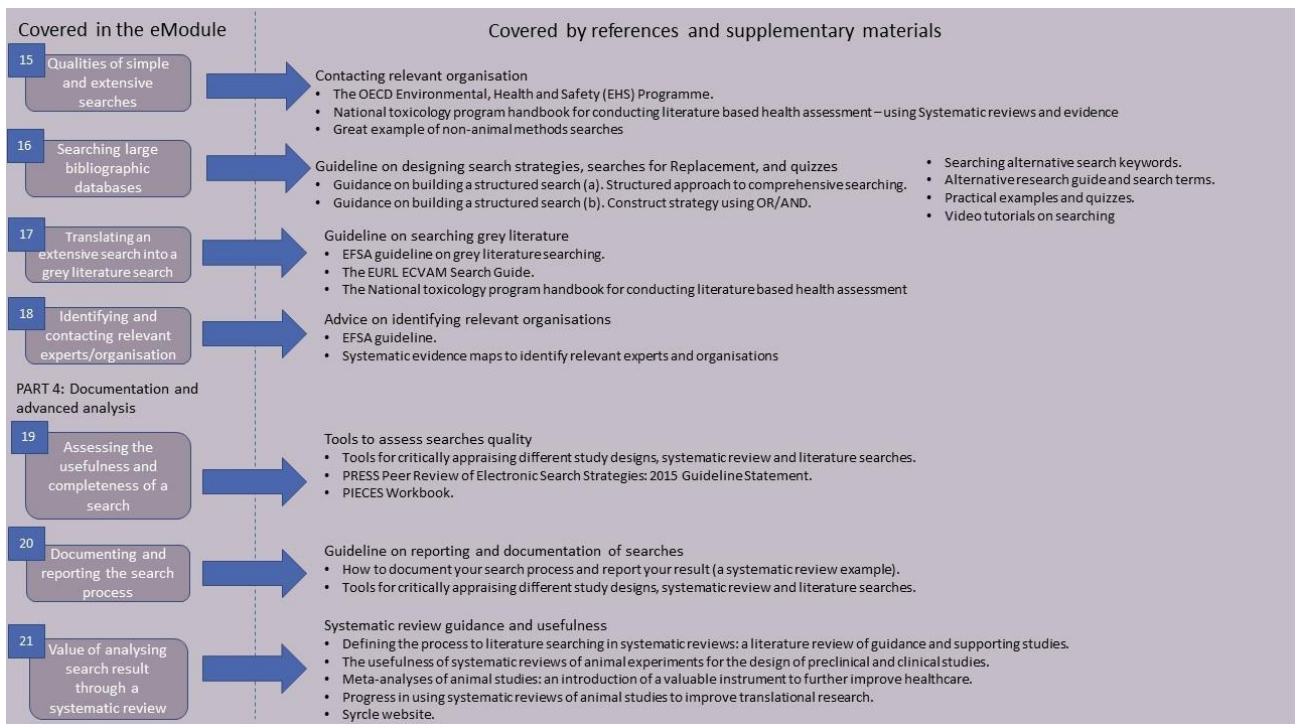 Covered in the eModule
Covered by references and supplementary materials
15
Qualities of simple
and extensive
searches
Contacting relevant organisation
• The OECD Environmental, Health and Safety (EHS) Programme.
• National toxicology program handbook for conducting literature based health assessment – using Systematic reviews and evidence
• Great example of non-animal methods searches
16
Searching large
bibliographic
databases
Guideline on designing search strategies, searches for Replacement, and quizzes
• Guidance on building a structured search (a). Structured approach to comprehensive searching.
• Guidance on building a structured search (b). Construct strategy using OR/AND.
• Searching alternative search keywords.
• Alternative research guide and search terms.
• Practical examples and quizzes.
• Video tutorials on searching
17
Translating an
extensive search into a
grey literature search
Guideline on searching grey literature
• EFSA guideline on grey literature searching.
• The EURL ECVAM Search Guide.
• The National toxicology program handbook for conducting literature based health assessment
18
Identifying and
contacting relevant
experts/organisation
Advice on identifying relevant organisations
• EFSA guideline.
• Systematic evidence maps to identify relevant experts and organisations
PART 4: Documentation and
advanced analysis
19
Assessing the
usefulness and
completeness of a
search
Tools to assess searches quality
• Tools for critically appraising different study designs, systematic review and literature searches.
• PRESS Peer Review of Electronic Search Strategies: 2015 Guideline Statement.
• PIECES Workbook.
20
Documenting and
reporting the search
process
Guideline on reporting and documentation of searches
• How to document your search process and report your result (a systematic review example).
• Tools for critically appraising different study designs, systematic review and literature searches.
21
Value of analysing
search result
through a
systematic review
Systematic review guidance and usefulness
• Defining the process to literature searching in systematic reviews: a literature review of guidance and supporting studies.
• The usefulness of systematic reviews of animal experiments for the design of preclinical and clinical studies.
• Meta-analyses of animal studies: an introduction of a valuable instrument to further improve healthcare.
• Progress in using systematic reviews of animal studies to improve translational research.
• Syrcle website.